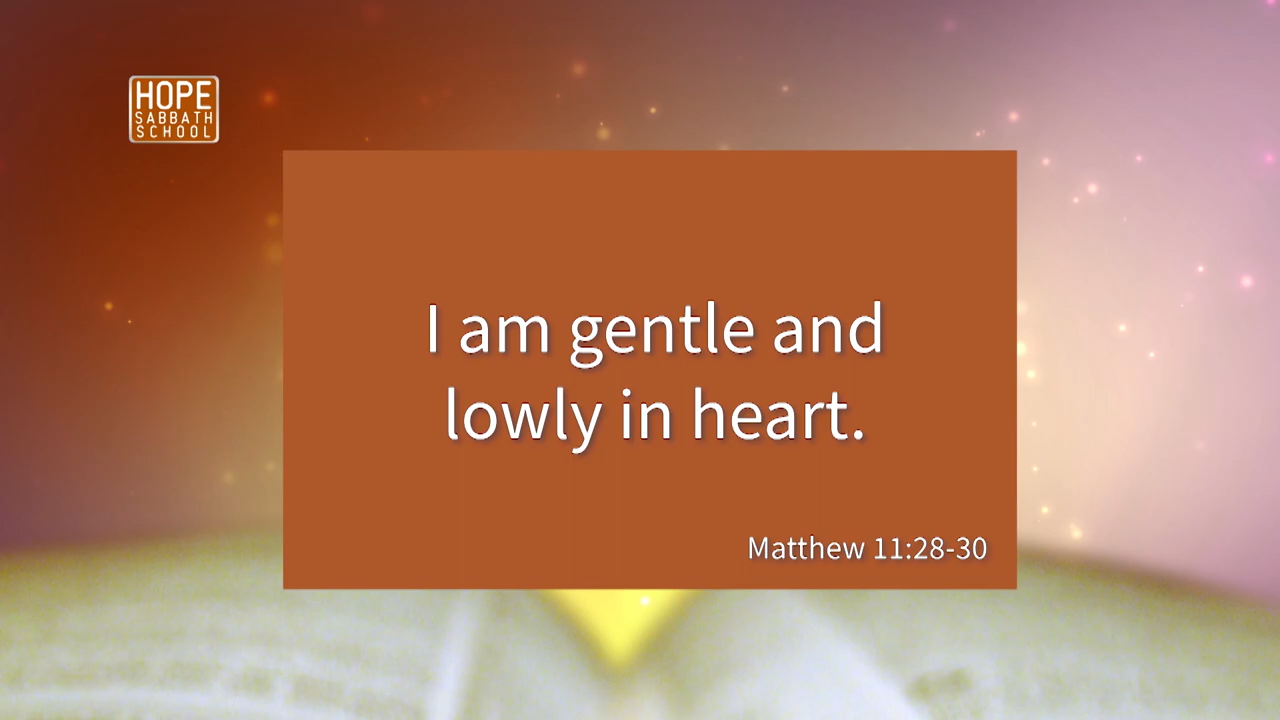 HOPE
SABBATH
SCHOOL
I am gentle and
lowly in heart.
Matthew 11:28-30